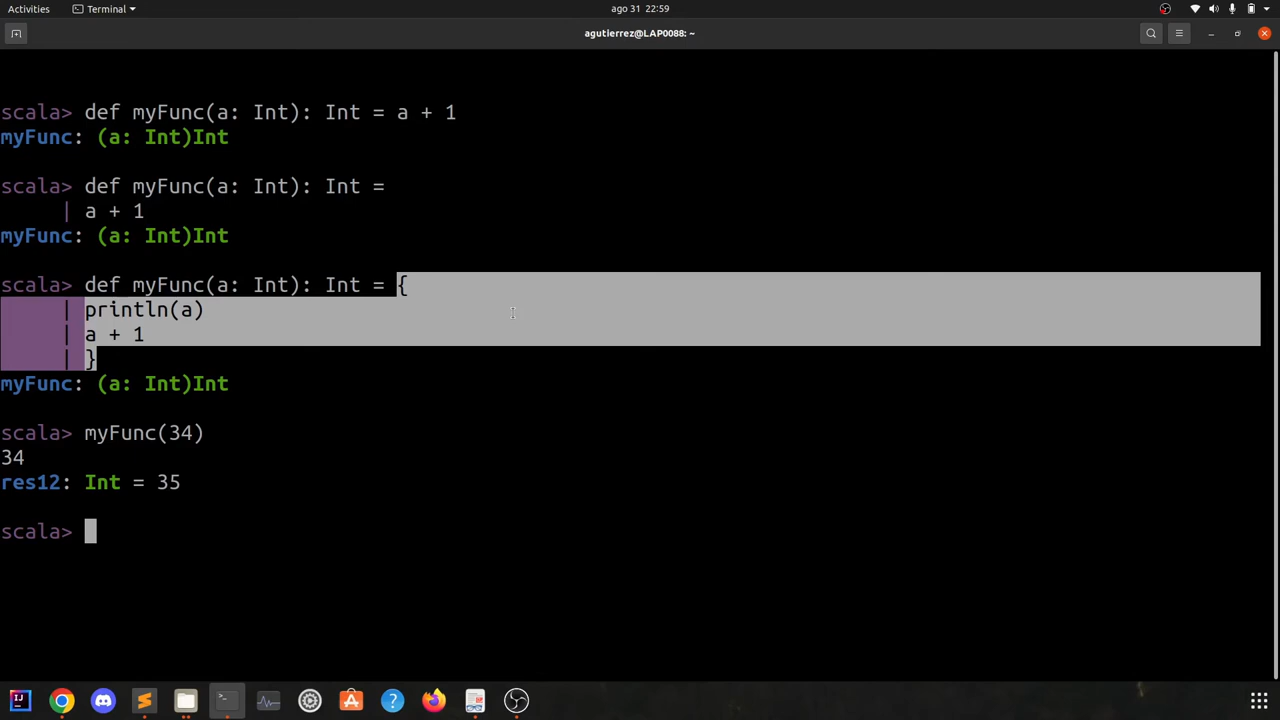 Activities
Terminal
ago 31 22:59
agutierrez@LAP0088: ~
scala> def myFunc(a: Int): Int = a + 1
myFunc: (a: Int)Int
scala> def myFunc(a: Int): Int =
| a + 1
myFunc: (a: Int)Int
scala> def myFunc(a: Int): Int = {
| println(a)
| a + 1
| }
myFunc: (a: Int)Int
scala> myFunc(34)
34
res12: Int = 35
scala>